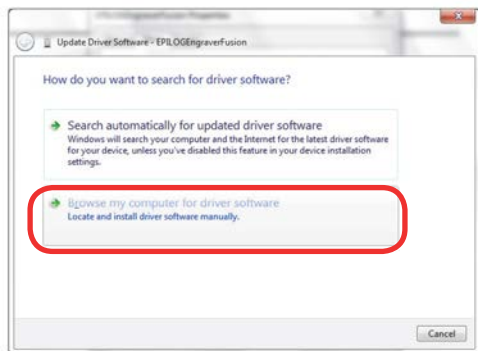 EPILOGEngraverFusion Properties
Update Driver Software - EPILOGEngraverFusion
How do you want to search for driver software?
Search automatically for updated driver software
Windows will search your computer and the Internet for the latest driver software
for your device, unless you've disabled this feature in your device installation
settings.
Browse my computer for driver software
Locate and install driver software manually.
Cancel